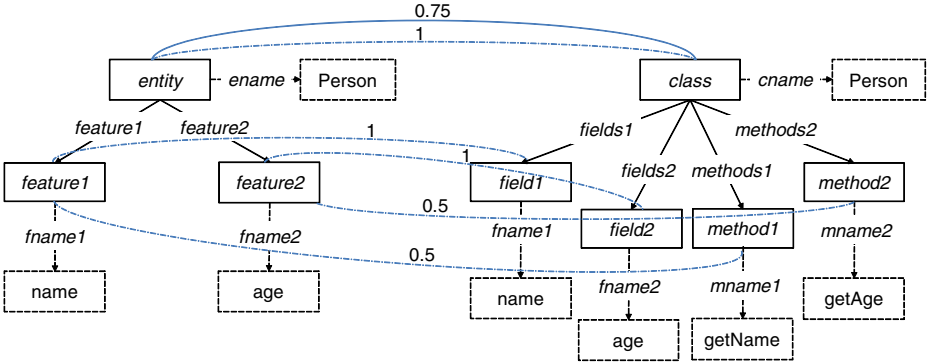 0.75
1
entity ename Person class cname Person
feature1 feature2 fields1 methods2
1 1
fields2 methods1
feature1 feature2 field1 method2
0.5
fname1 fname2 fname1 field2 method1 mname2
0.5
name age name fname2 mname1 getAge
age getName